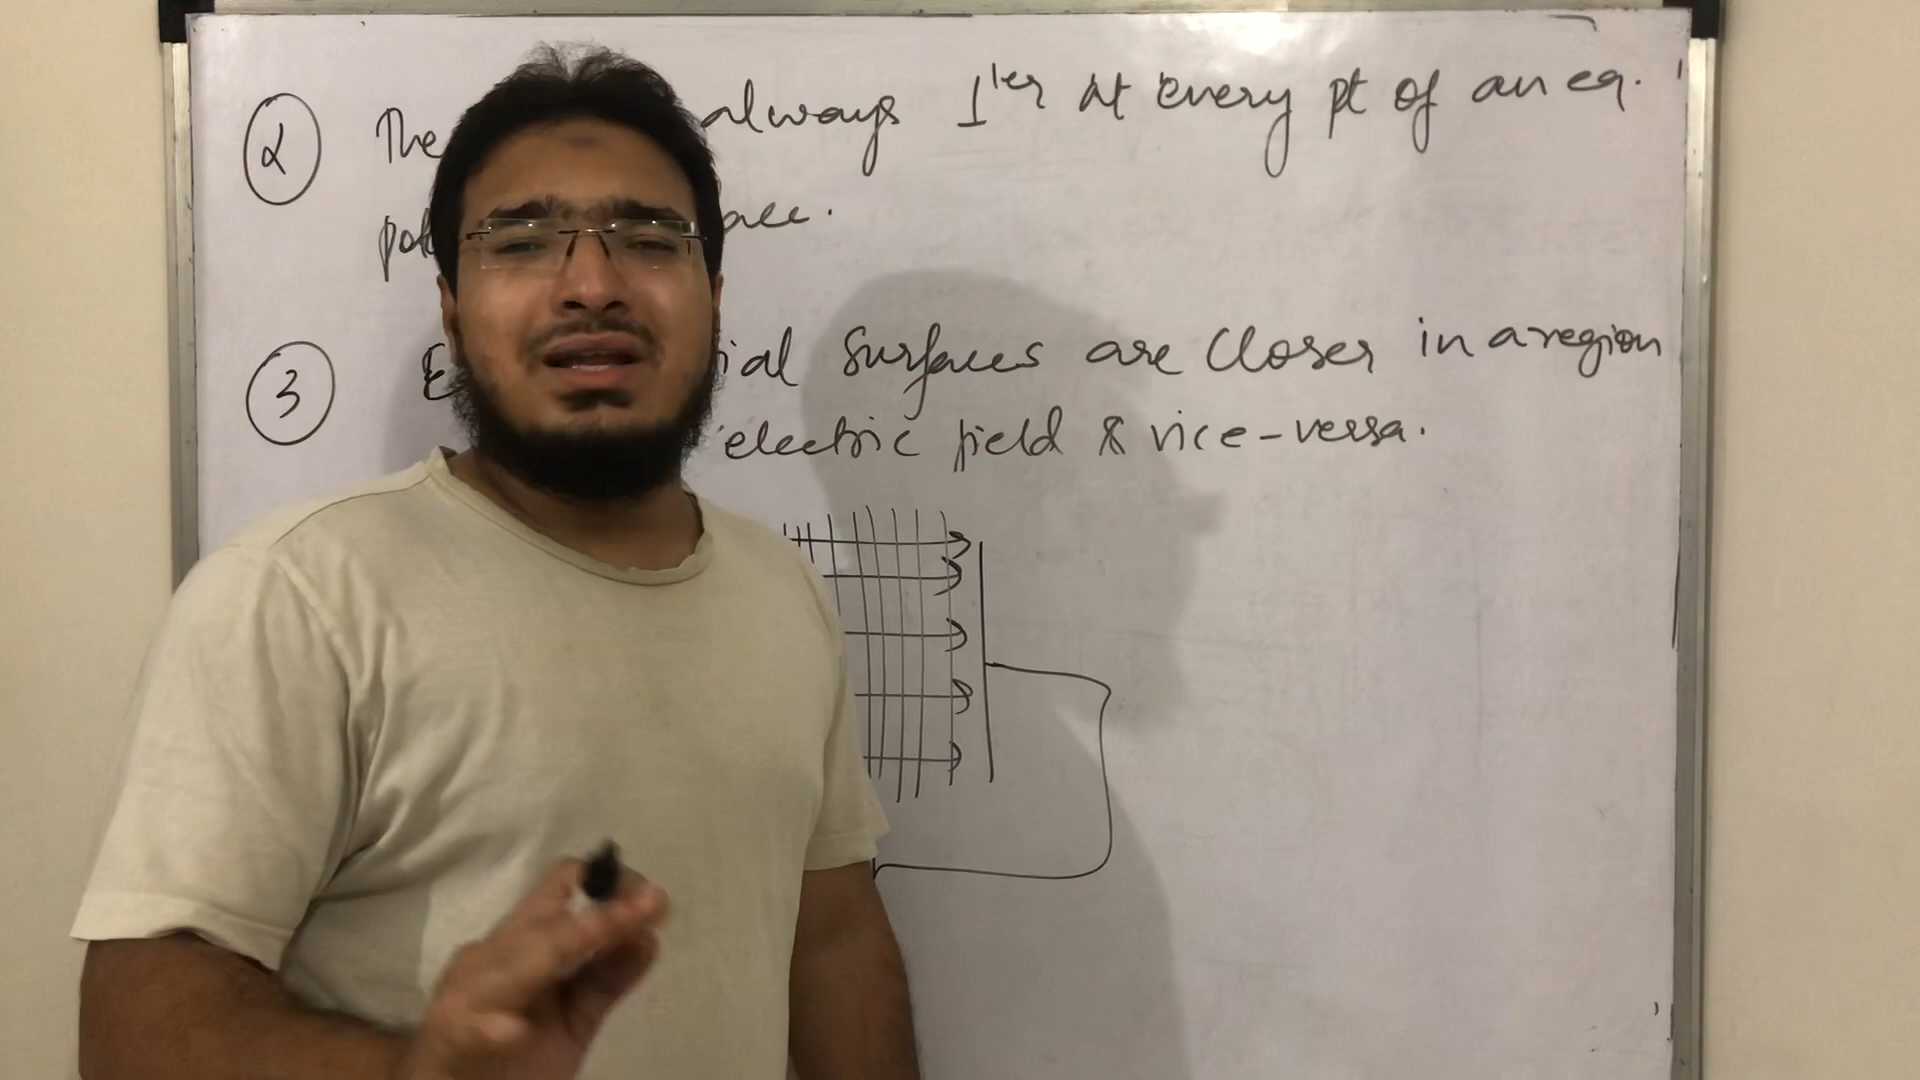 2 The always ⊥'er at every pt of an eq.
pot ace.
3 E ial Surfaces are Closer in a region
electric field & vice-versa.